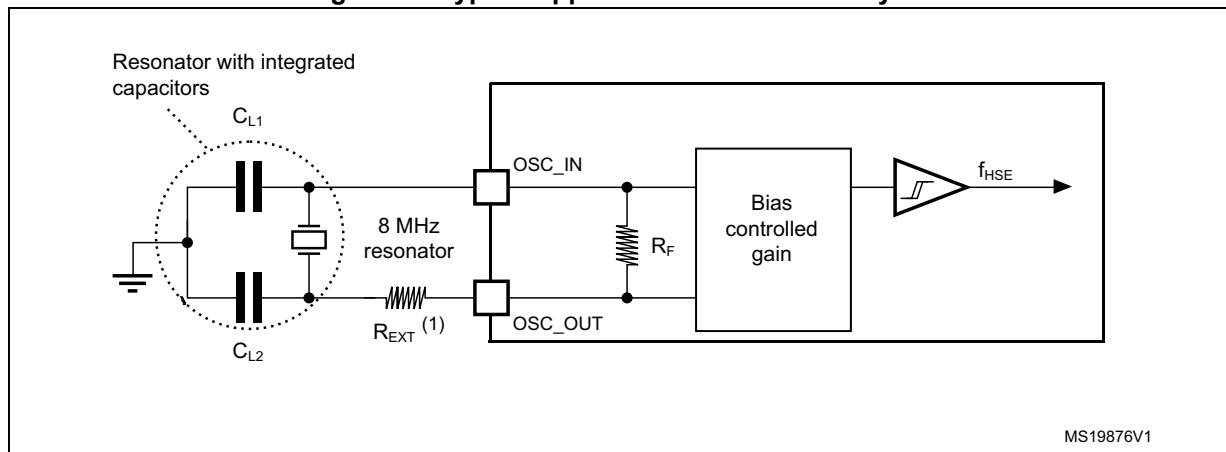 Resonator with integrated
capacitors
CL1
OSC_IN
fHSE
8 MHz
resonator
RF
Bias
controlled
gain
REXT (1)
OSC_OUT
CL2
MS19876V1